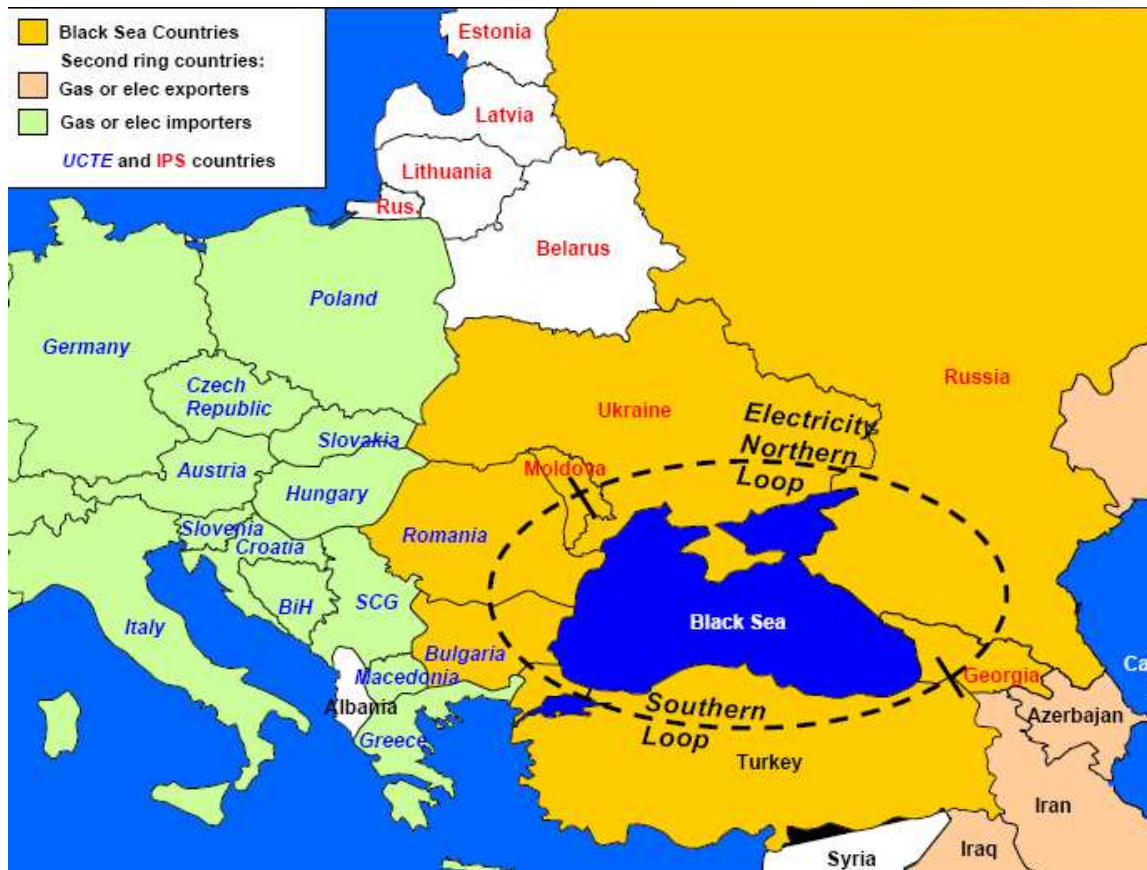 Black Sea Countries
Second ring countries:
Gas or elec exporters
Gas or elec importers
UCTE and IPS countries
Estonia
Latvia
Lithuania
Rus.
Belarus
Poland
Germany
Czech
Republic
Slovakia
Austria
Hungary
Slovenia
Croatia
BiH
SCG
Italy
Macedonia
Albania
Greece
Ukraine
Russia
Moldova
Romania
Bulgaria
Electricity
Northern
Loop
Black Sea
Southern
Loop
Georgia
Ca
Azerbajan
Turkey
Iran
Iraq
Syria